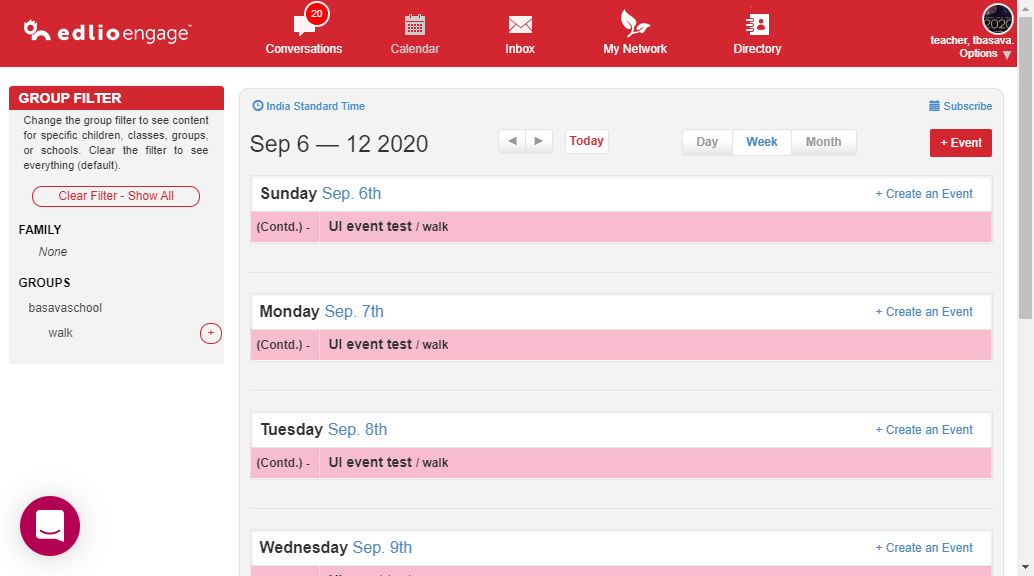 edlio engage
20
Conversations
Calendar
Inbox
My Network
Directory
2020
teacher, tbasava.
Options ▼
GROUP FILTER
Change the group filter to see content
for specific children, classes, groups,
or schools. Clear the filter to see
everything (default).
Clear Filter - Show All
FAMILY
None
GROUPS
basavaschool
walk
+
India Standard Time
Subscribe
Sep 6 — 12 2020
◀ ▶
Today
Day
Week
Month
+ Event
Sunday Sep. 6th
+ Create an Event
(Contd.) -
UI event test / walk
Monday Sep. 7th
+ Create an Event
(Contd.) -
UI event test / walk
Tuesday Sep. 8th
+ Create an Event
(Contd.) -
UI event test / walk
Wednesday Sep. 9th
+ Create an Event